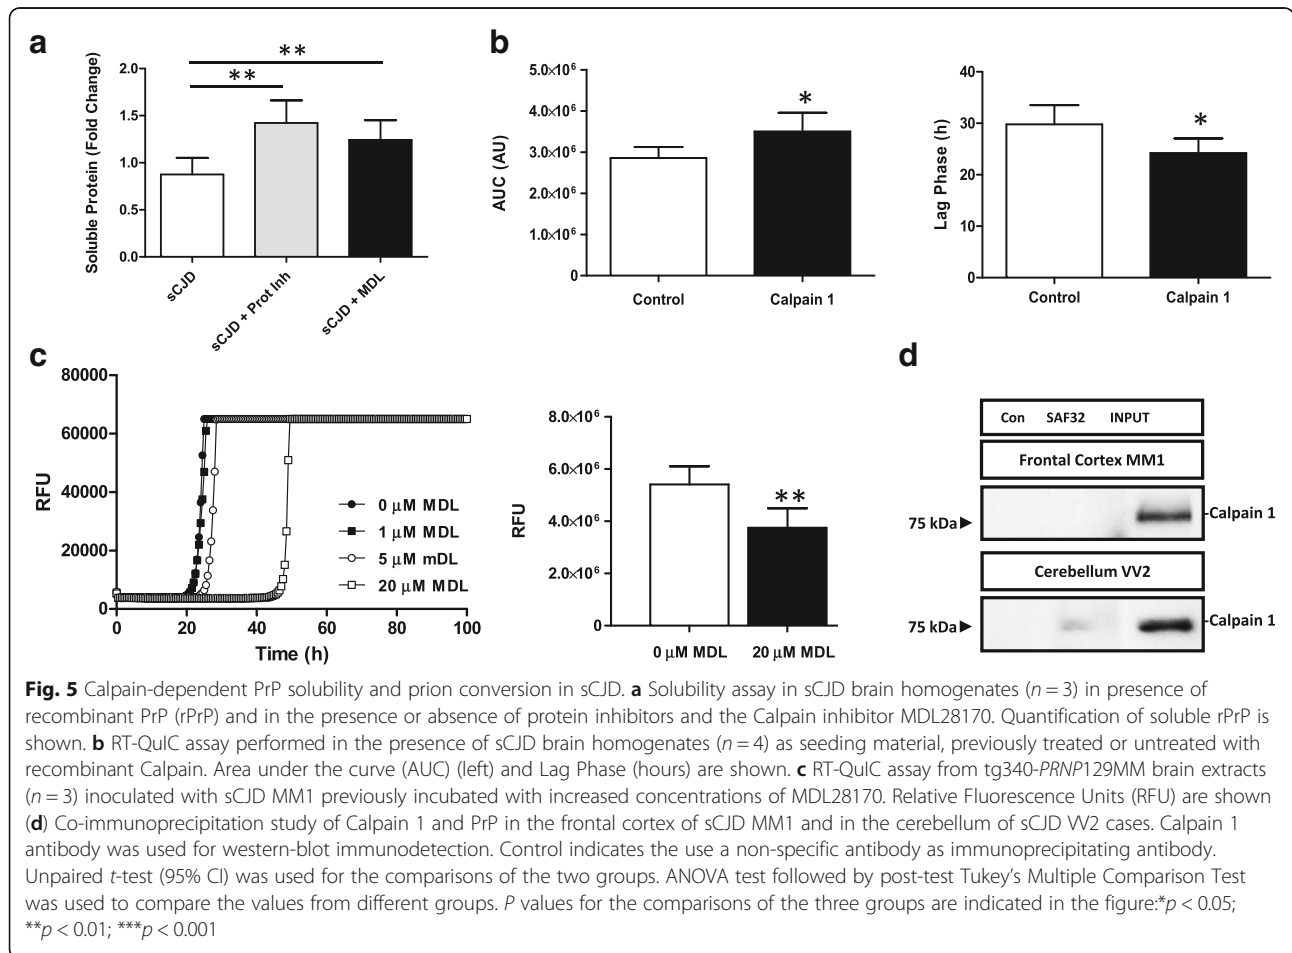 a
Soluble Protein (Fold Change)
2.0
1.5
1.0
0.5
0.0
**
**
sCJD
sCJD + Prot Inh
sCJD + MDL
b
AUC (AU)
5.0×10⁶
4.0×10⁶
3.0×10⁶
2.0×10⁶
1.0×10⁶
0
*
Control
Calpain 1
Lag Phase (h)
40
30
20
10
0
*
Control
Calpain 1
c
RFU
80000
60000
40000
20000
0
0 20 40 60 80 100
Time (h)
0 µM MDL
1 µM MDL
5 µM mDL
20 µM MDL
RFU
8.0×10⁶
6.0×10⁶
4.0×10⁶
2.0×10⁶
0
**
0 µM MDL
20 µM MDL
d
Con SAF32 INPUT
Frontal Cortex MM1
75 kDa
-Calpain 1
Cerebellum VV2
75 kDa
-Calpain 1
Fig. 5 Calpain-dependent PrP solubility and prion conversion in sCJD. a Solubility assay in sCJD brain homogenates (n = 3) in presence of
recombinant PrP (rPrP) and in the presence or absence of protein inhibitors and the Calpain inhibitor MDL28170. Quantification of soluble rPrP is
shown. b RT-QuIC assay performed in the presence of sCJD brain homogenates (n = 4) as seeding material, previously treated or untreated with
recombinant Calpain. Area under the curve (AUC) (left) and Lag Phase (hours) are shown. c RT-QuIC assay from tg340-PRNP129MM brain extracts
(n = 3) inoculated with sCJD MM1 previously incubated with increased concentrations of MDL28170. Relative Fluorescence Units (RFU) are shown
(d) Co-immunoprecipitation study of Calpain 1 and PrP in the frontal cortex of sCJD MM1 and in the cerebellum of sCJD VV2 cases. Calpain 1
antibody was used for western-blot immunodetection. Control indicates the use a non-specific antibody as immunoprecipitating antibody.
Unpaired t-test (95% CI) was used for the comparisons of the two groups. ANOVA test followed by post-test Tukey's Multiple Comparison Test
was used to compare the values from different groups. P values for the comparisons of the three groups are indicated in the figure:*p < 0.05;
**p < 0.01; ***p < 0.001